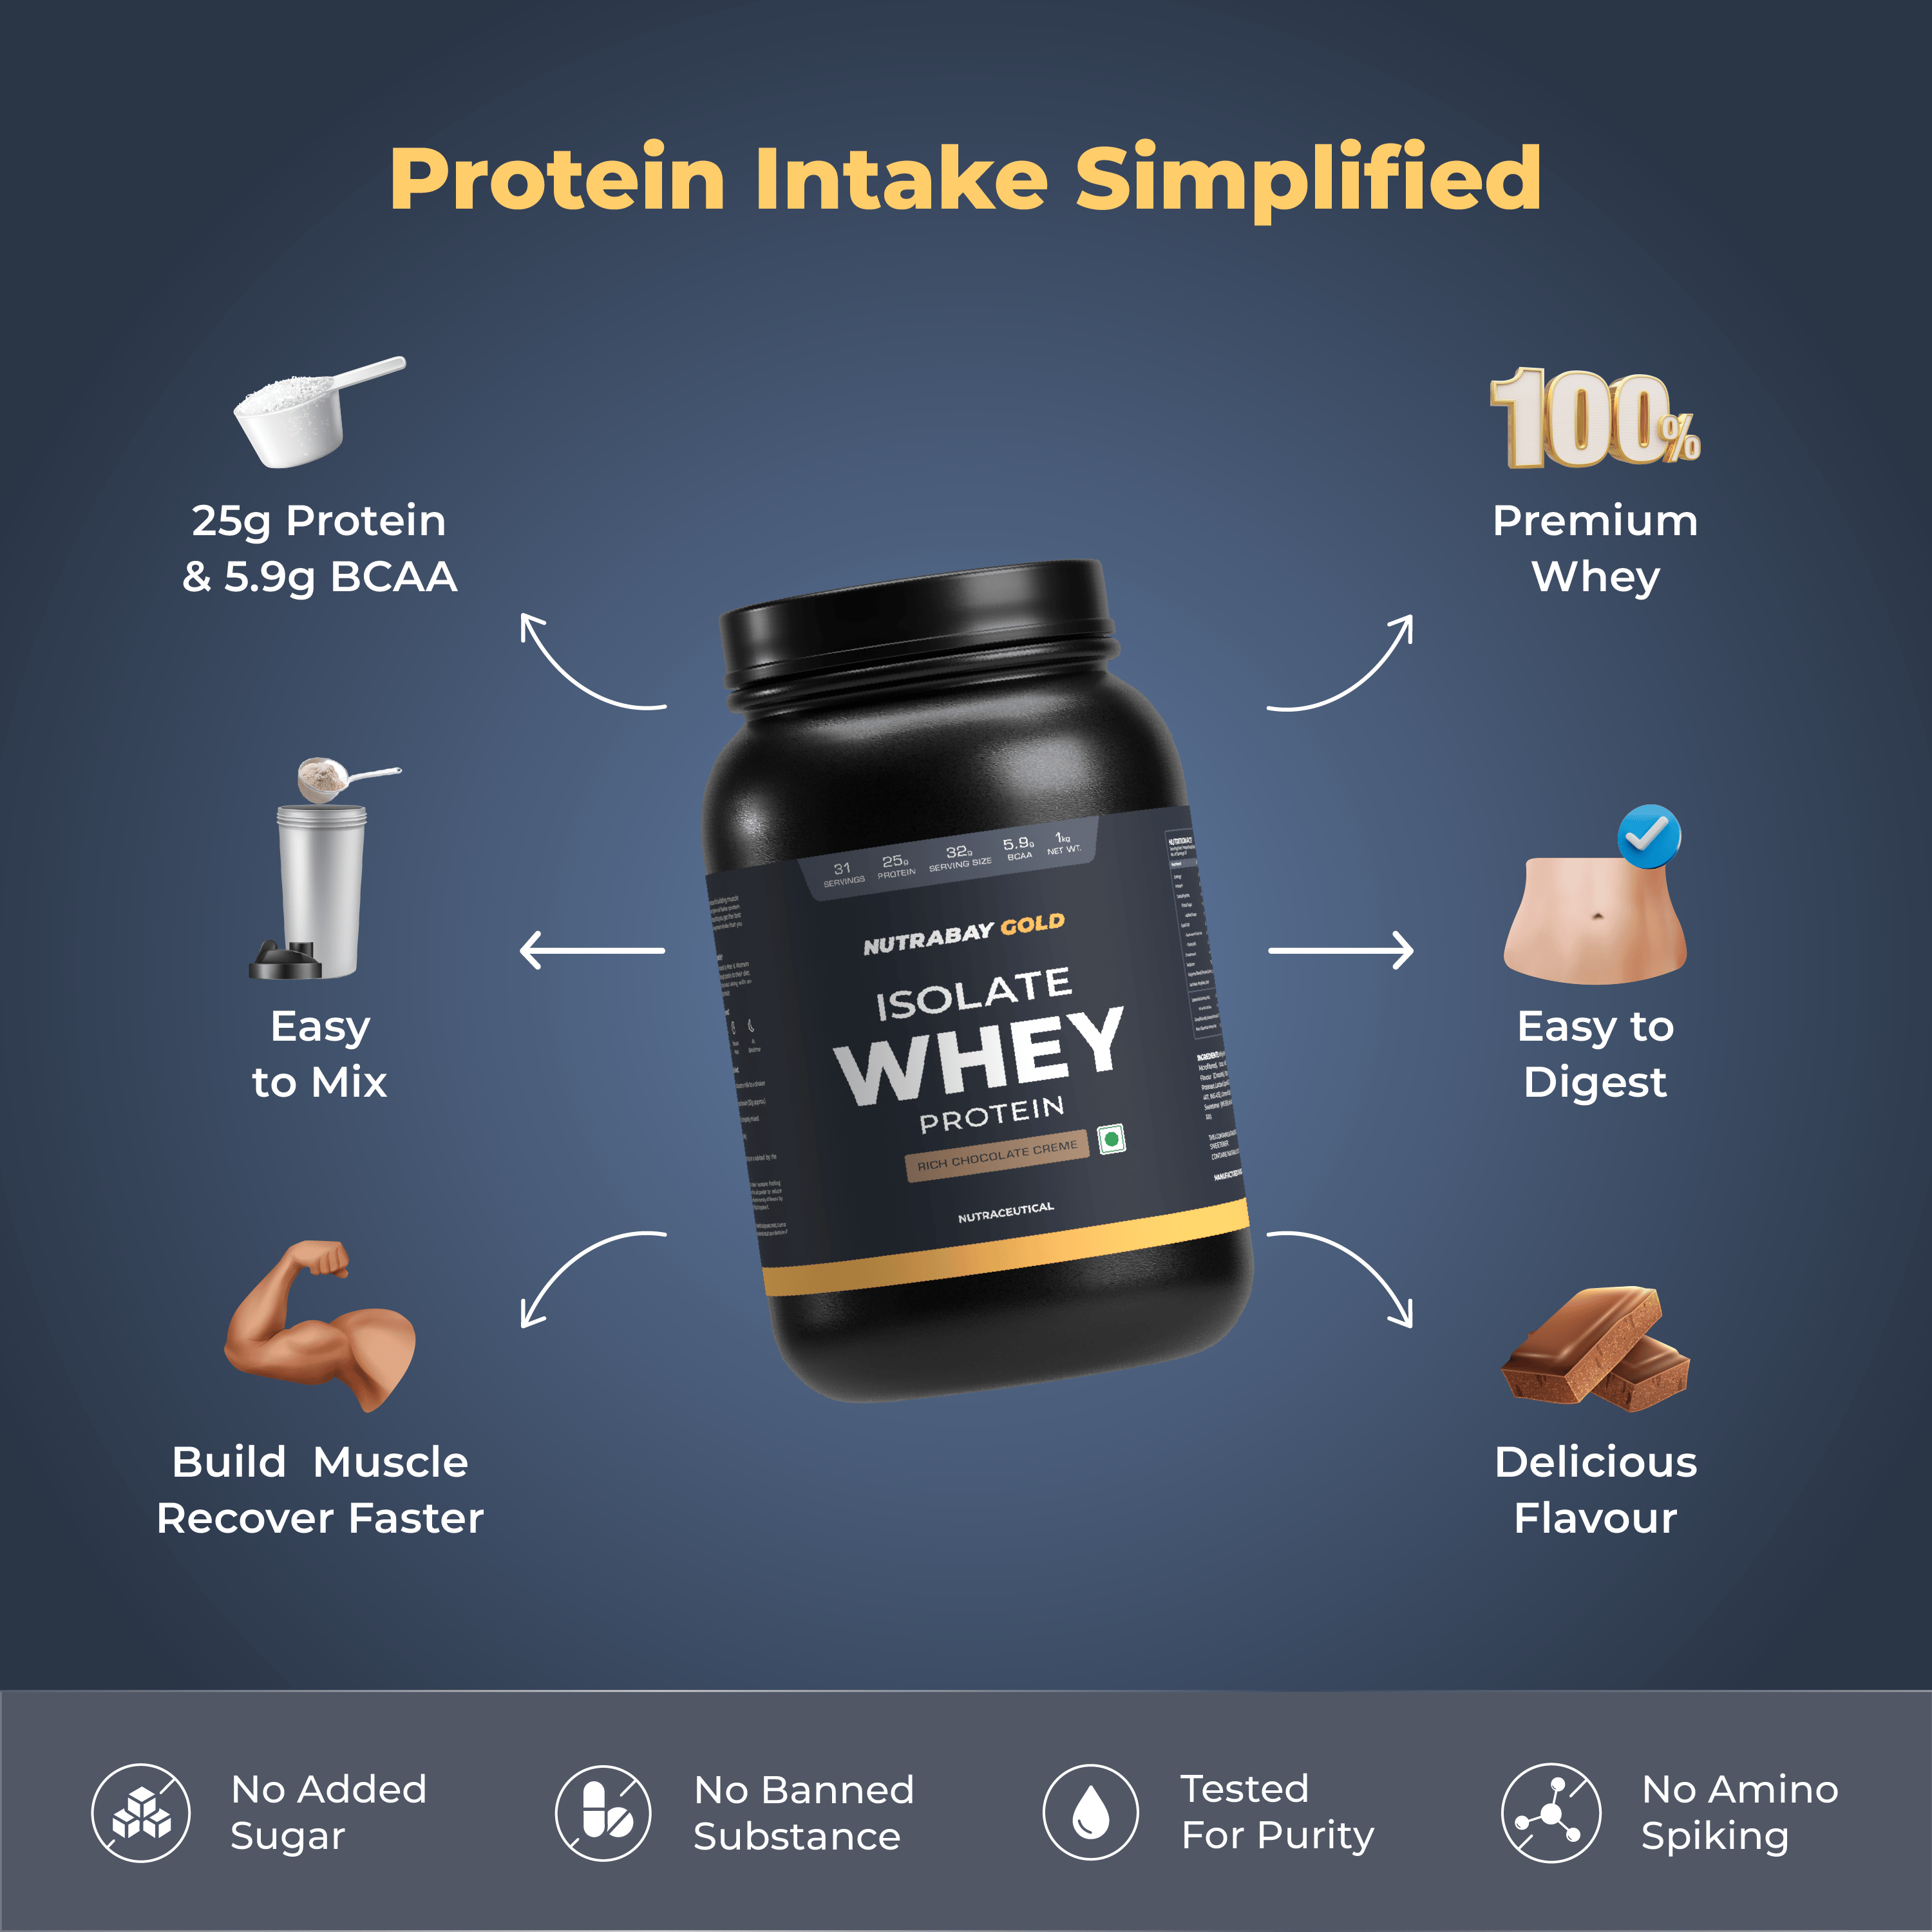 Protein Intake Simplified
25g Protein
& 5.9g BCAA
100%
Premium
Whey
Easy
to Mix
Easy to
Digest
Build  Muscle
Recover Faster
Delicious
Flavour
31
SERVINGS
25g
PROTEIN
32g
SERVING SIZE
5.9g
BCAA
1kg
NET WT.
NUTRABAY GOLD
ISOLATE
WHEY
PROTEIN
RICH CHOCOLATE CREME
NUTRACEUTICAL
No Added
Sugar
No Banned
Substance
Tested
For Purity
No Amino
Spiking